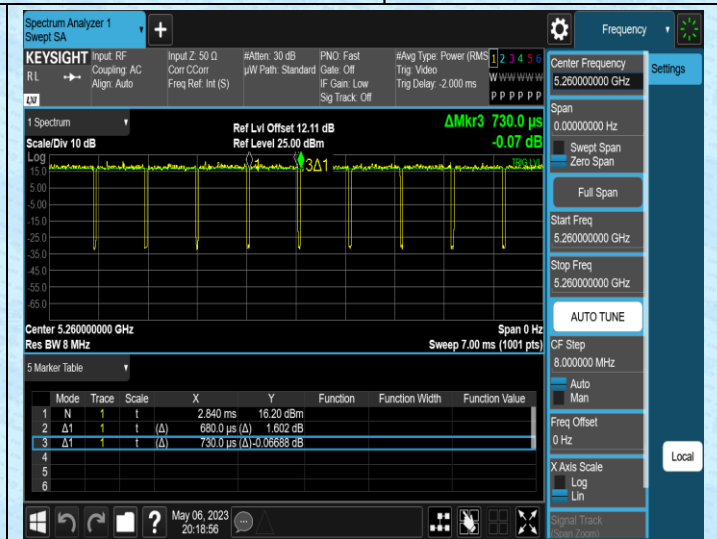 Spectrum Analyzer 1
Swept SA
+
Frequency
KEYSIGHT
RL
LXI
Input: RF
Coupling: AC
Align: Auto
Input Z: 50 Ω
Corr CCorr
Freq Ref: Int (S)
#Atten: 30 dB
µW Path: Standard
PNO: Fast
Gate: Off
IF Gain: Low
Sig Track: Off
#Avg Type: Power (RMS
Trig: Video
Trig Delay: -2.000 ms
1 2 3 4 5 6
W W W W W W
P P P P P P
1 Spectrum
Scale/Div 10 dB
Ref Lvl Offset 12.11 dB
Ref Level 25.00 dBm
ΔMkr3 730.0 µs
-0.07 dB
Log
15.0
5.00
-5.00
-15.0
-25.0
-35.0
-45.0
-55.0
-65.0
1
3Δ1
TRIG LVL
Center 5.260000000 GHz
Res BW 8 MHz
Span 0 Hz
Sweep 7.00 ms (1001 pts)
5 Marker Table
Mode Trace Scale X Y Function Function Width Function Value
1 N 1 t 2.840 ms 16.20 dBm
2 Δ1 1 t (Δ) 680.0 µs (Δ) 1.602 dB
3 Δ1 1 t (Δ) 730.0 µs (Δ) -0.06688 dB
4
5
6
?
May 06, 2023
20:18:56
Center Frequency
5.260000000 GHz
Span
0.00000000 Hz
Swept Span
Zero Span
Full Span
Start Freq
5.260000000 GHz
Stop Freq
5.260000000 GHz
AUTO TUNE
CF Step
8.000000 MHz
Auto
Man
Freq Offset
0 Hz
X Axis Scale
Log
Lin
Signal Track
(Span Zoom)
Settings
Local